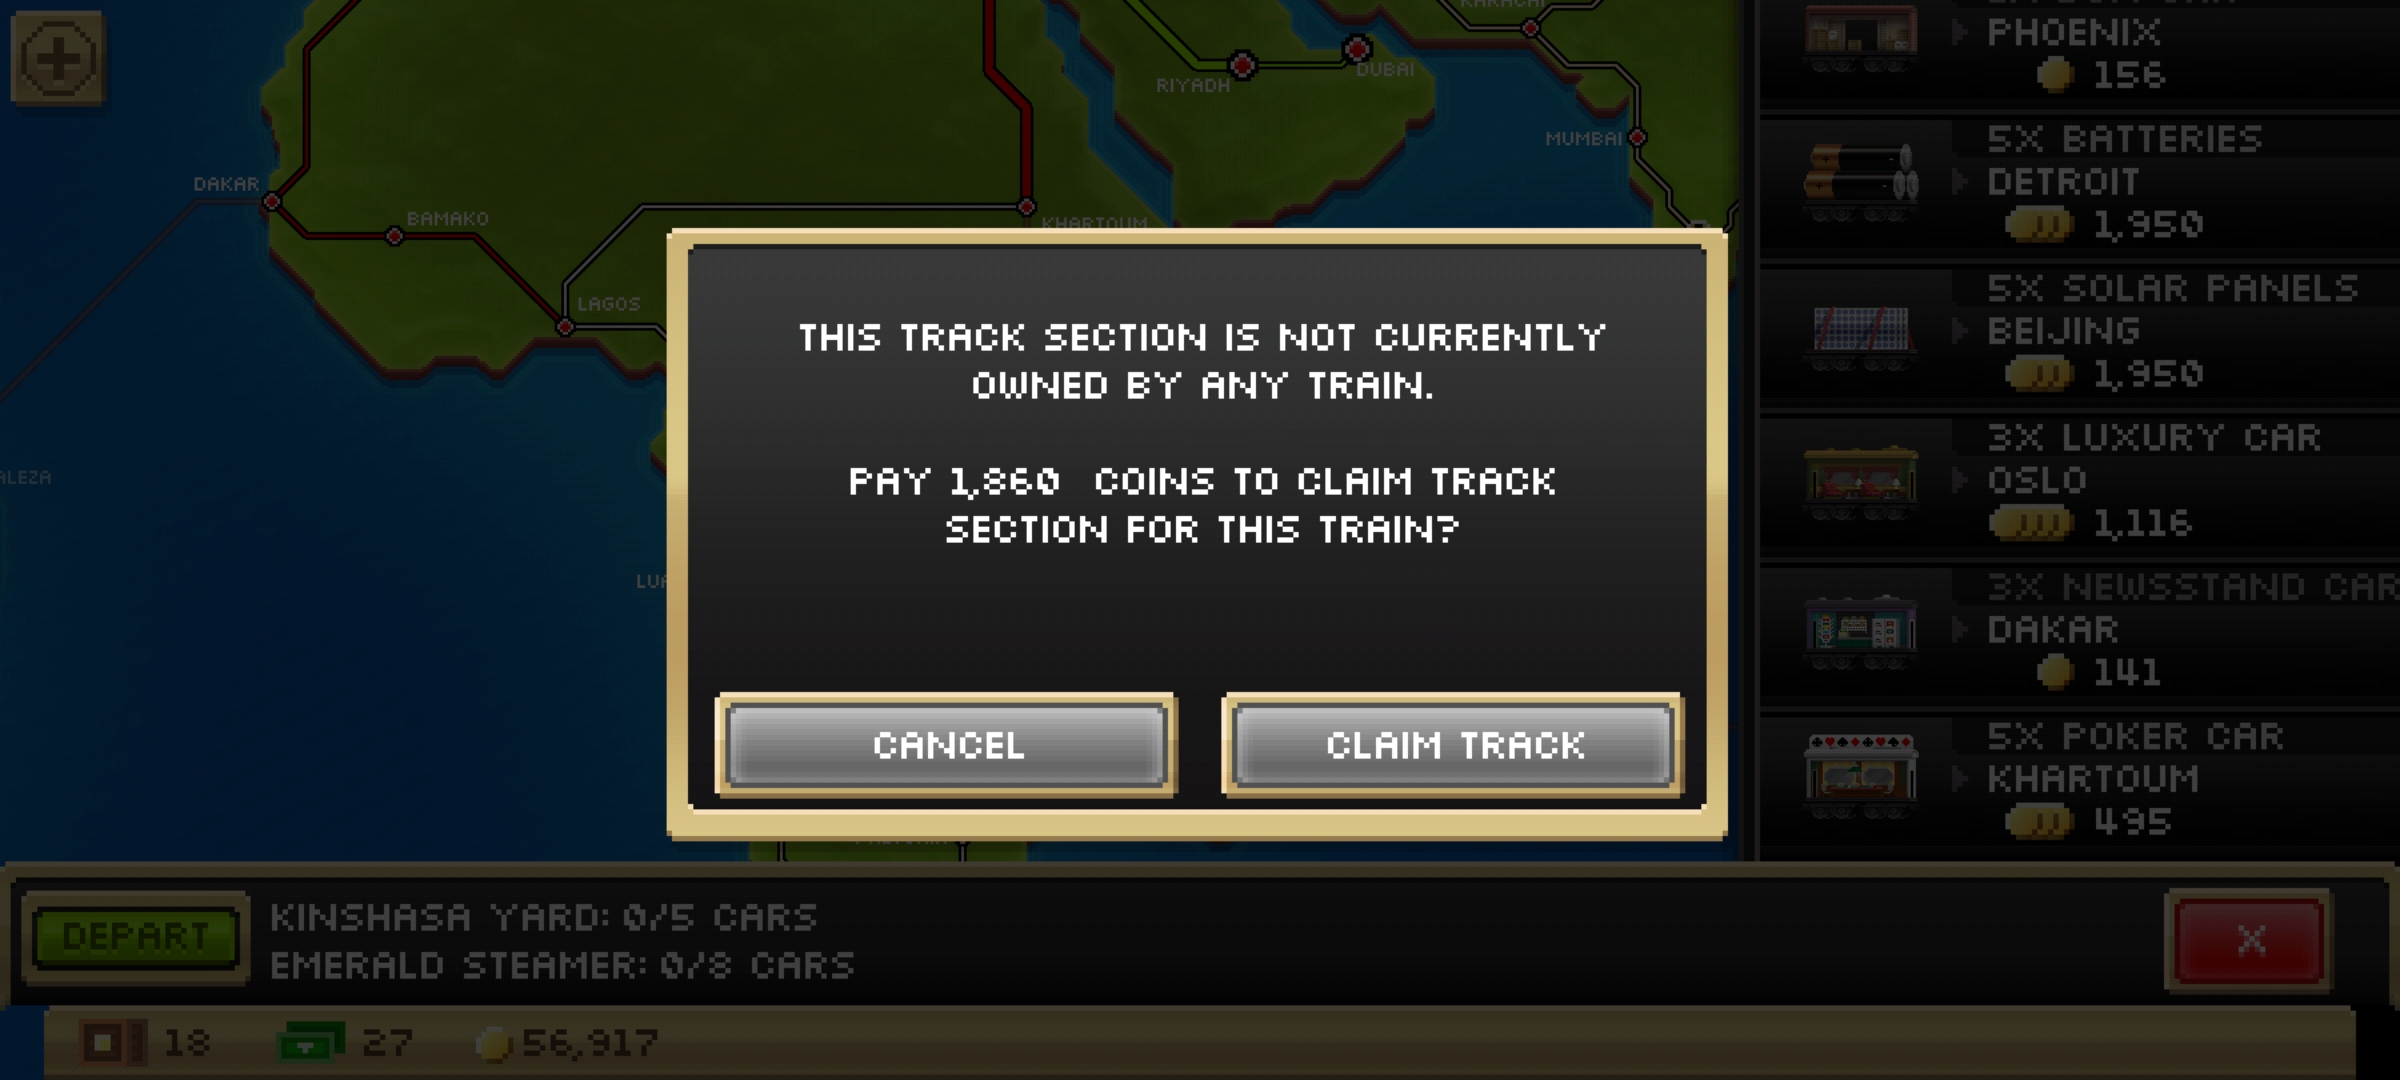 KARACHI
RIYADH
DUBAI
MUMBAI
DAKAR
BAMAKO
KHARTOUM
LAGOS
THIS TRACK SECTION IS NOT CURRENTLY
OWNED BY ANY TRAIN.
PAY 1,860 COINS TO CLAIM TRACK
SECTION FOR THIS TRAIN?
CANCEL
CLAIM TRACK
PHOENIX
156
5X BATTERIES
DETROIT
1,950
5X SOLAR PANELS
BEIJING
1,950
3X LUXURY CAR
OSLO
1,116
3X NEWSSTAND CAR
DAKAR
141
5X POKER CAR
KHARTOUM
495
DEPART
KINSHASA YARD: 0/5 CARS
EMERALD STEAMER: 0/8 CARS
X
18
27
56,917